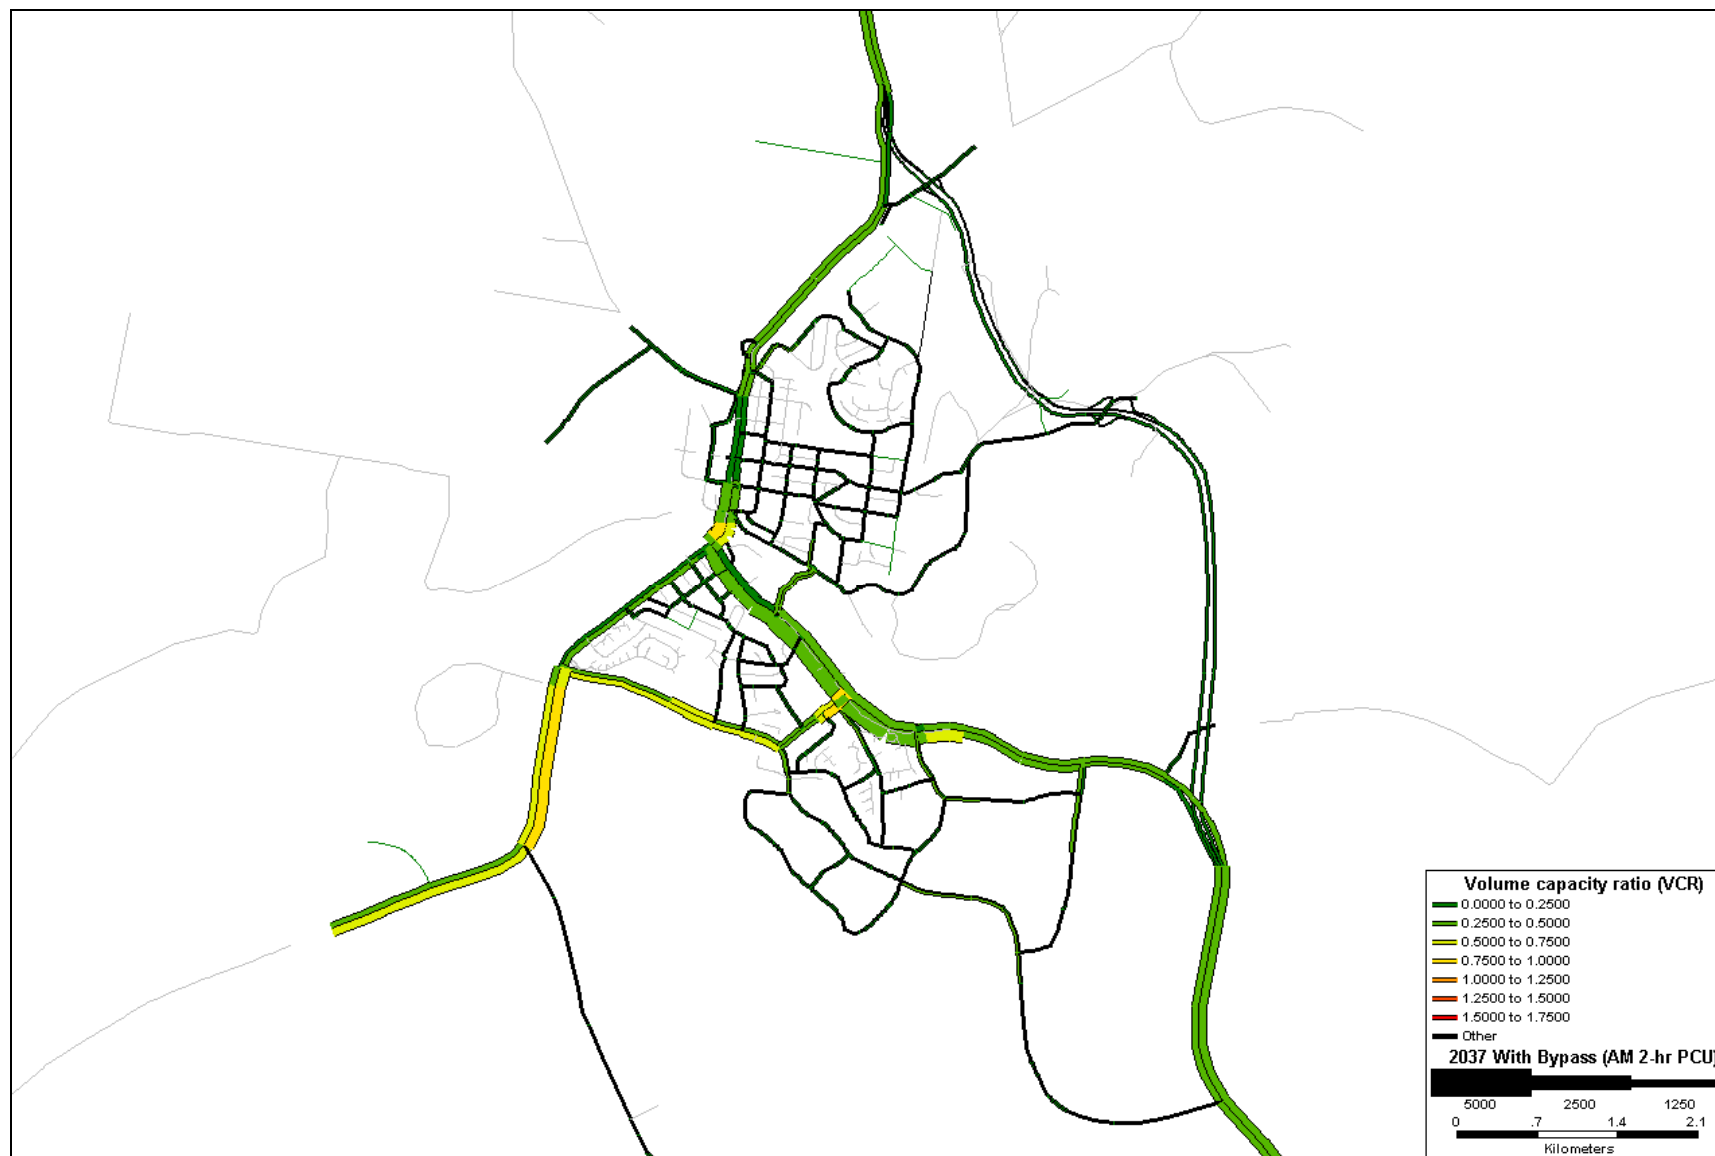 Volume capacity ratio (VCR)
0.0000 to 0.2500
0.2500 to 0.5000
0.5000 to 0.7500
0.7500 to 1.0000
1.0000 to 1.2500
1.2500 to 1.5000
1.5000 to 1.7500
Other
2037 With Bypass (AM 2-hr PCU)
5000 2500 1250
0 .7 1.4 2.1
Kilometers